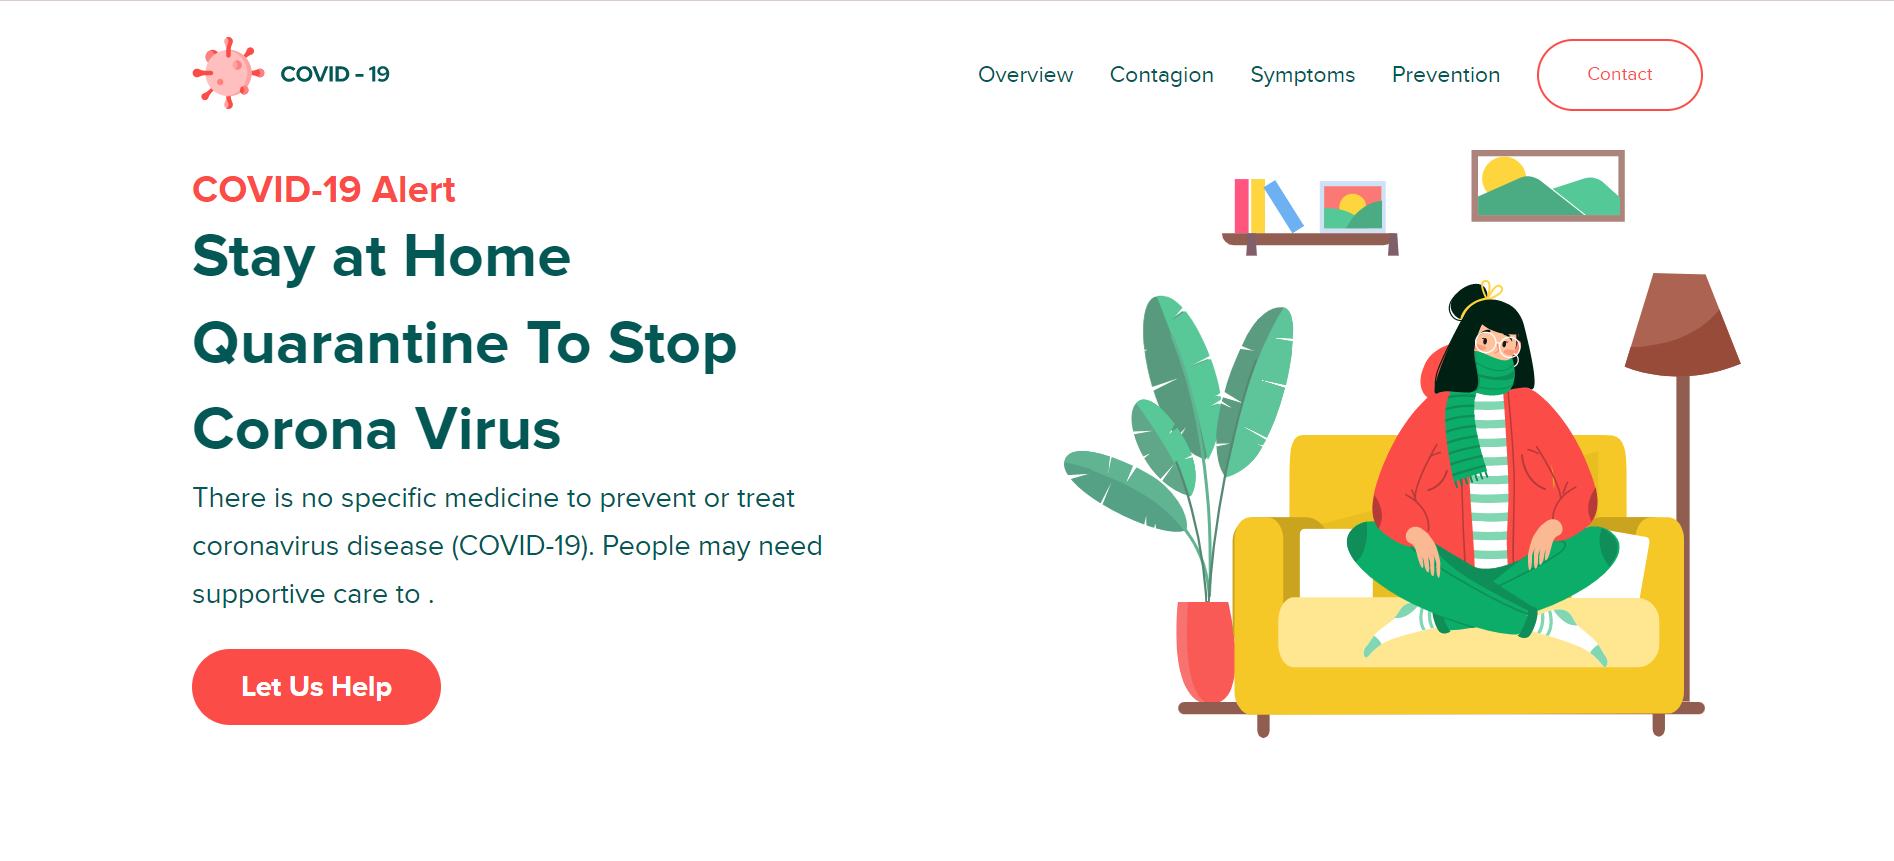 COVID - 19
Overview
Contagion
Symptoms
Prevention
Contact
COVID-19 Alert
Stay at Home
Quarantine To Stop
Corona Virus
There is no specific medicine to prevent or treat
coronavirus disease (COVID-19). People may need
supportive care to .
Let Us Help